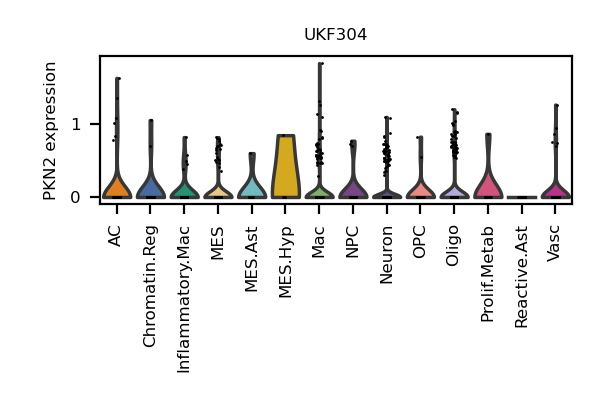 UKF304
PKN2 expression
1
0
AC
Chromatin.Reg
Inflammatory.Mac
MES
MES.Ast
MES.Hyp
Mac
NPC
Neuron
OPC
Oligo
Prolif.Metab
Reactive.Ast
Vasc